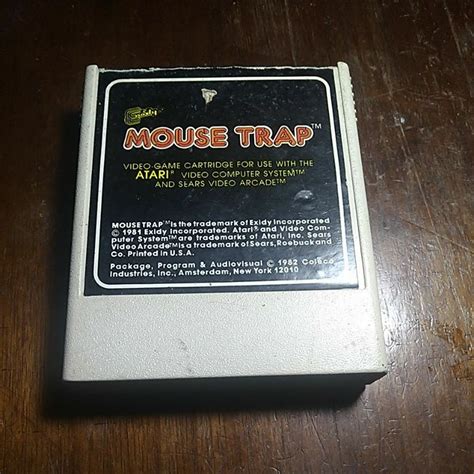 Exidy
MOUSE TRAP™
VIDEO GAME CARTRIDGE FOR USE WITH THE
ATARI® VIDEO COMPUTER SYSTEM™
AND SEARS VIDEO ARCADE™
MOUSE TRAP™ is the trademark of Exidy Incorporated
© 1981 Exidy Incorporated. Atari® and Video Com-
puter System™ are trademarks of Atari, Inc. Sears
Video Arcade™ is a trademark of Sears, Roebuck and
Co. Printed in U.S.A.
Package, Program & Audiovisual © 1982 Coleco
Industries, Inc., Amsterdam, New York 12010